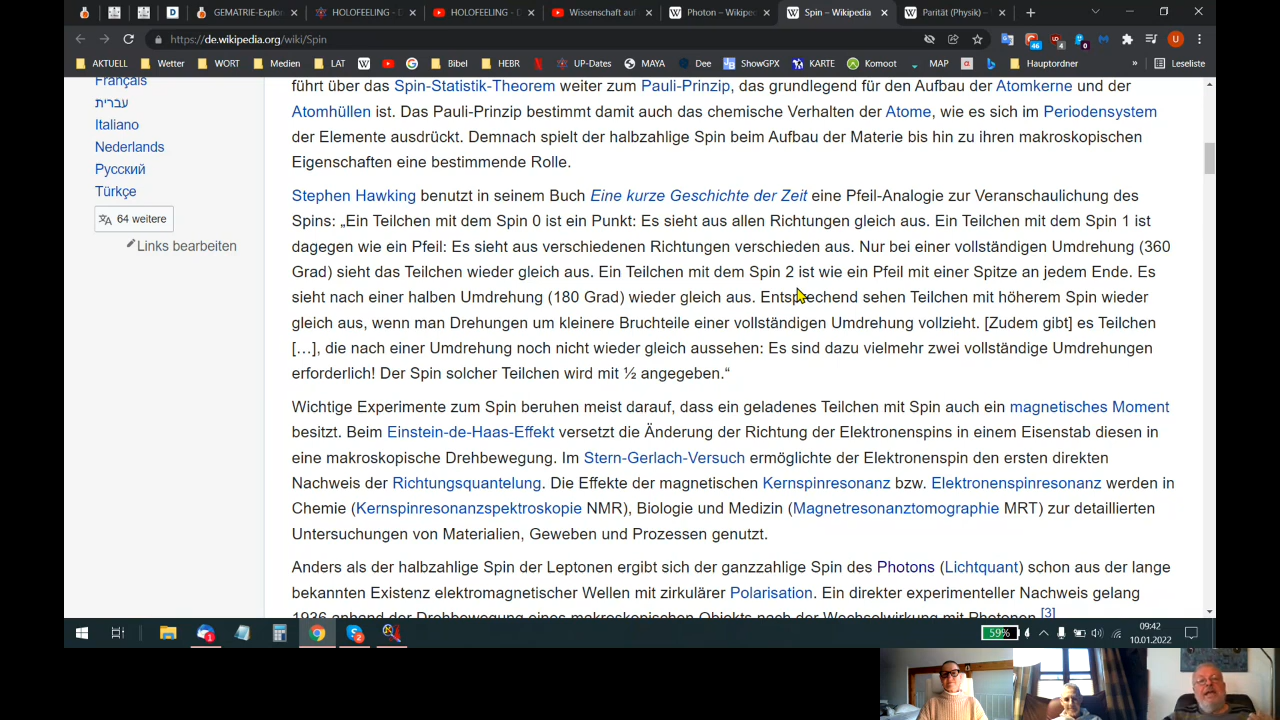 GEMATRIE-Explor
HOLOFEELING - D
HOLOFEELING - D
Wissenschaft auf
Photon – Wikipe
Spin – Wikipedia
Parität (Physik) –
https://de.wikipedia.org/wiki/Spin
AKTUELL Wetter WORT Medien LAT Bibel HEBR UP-Dates MAYA Dee ShowGPX KARTE Komoot MAP Hauptordner » Leseliste
Français
עברית
Italiano
Nederlands
Русский
Türkçe
64 weitere
Links bearbeiten
führt über das Spin-Statistik-Theorem weiter zum Pauli-Prinzip, das grundlegend für den Aufbau der Atomkerne und der
Atomhüllen ist. Das Pauli-Prinzip bestimmt damit auch das chemische Verhalten der Atome, wie es sich im Periodensystem
der Elemente ausdrückt. Demnach spielt der halbzahlige Spin beim Aufbau der Materie bis hin zu ihren makroskopischen
Eigenschaften eine bestimmende Rolle.
Stephen Hawking benutzt in seinem Buch Eine kurze Geschichte der Zeit eine Pfeil-Analogie zur Veranschaulichung des
Spins: „Ein Teilchen mit dem Spin 0 ist ein Punkt: Es sieht aus allen Richtungen gleich aus. Ein Teilchen mit dem Spin 1 ist
dagegen wie ein Pfeil: Es sieht aus verschiedenen Richtungen verschieden aus. Nur bei einer vollständigen Umdrehung (360
Grad) sieht das Teilchen wieder gleich aus. Ein Teilchen mit dem Spin 2 ist wie ein Pfeil mit einer Spitze an jedem Ende. Es
sieht nach einer halben Umdrehung (180 Grad) wieder gleich aus. Entsprechend sehen Teilchen mit höherem Spin wieder
gleich aus, wenn man Drehungen um kleinere Bruchteile einer vollständigen Umdrehung vollzieht. [Zudem gibt] es Teilchen
[…], die nach einer Umdrehung noch nicht wieder gleich aussehen: Es sind dazu vielmehr zwei vollständige Umdrehungen
erforderlich! Der Spin solcher Teilchen wird mit ½ angegeben.“
Wichtige Experimente zum Spin beruhen meist darauf, dass ein geladenes Teilchen mit Spin auch ein magnetisches Moment
besitzt. Beim Einstein-de-Haas-Effekt versetzt die Änderung der Richtung der Elektronenspins in einem Eisenstab diesen in
eine makroskopische Drehbewegung. Im Stern-Gerlach-Versuch ermöglichte der Elektronenspin den ersten direkten
Nachweis der Richtungsquantelung. Die Effekte der magnetischen Kernspinresonanz bzw. Elektronenspinresonanz werden in
Chemie (Kernspinresonanzspektroskopie NMR), Biologie und Medizin (Magnetresonanztomographie MRT) zur detaillierten
Untersuchungen von Materialien, Geweben und Prozessen genutzt.
Anders als der halbzahlige Spin der Leptonen ergibt sich der ganzzahlige Spin des Photons (Lichtquant) schon aus der lange
bekannten Existenz elektromagnetischer Wellen mit zirkulärer Polarisation. Ein direkter experimenteller Nachweis gelang
1936 anhand der Drehbewegung eines makroskopischen Objekts nach der Wechselwirkung mit Photonen.[3]
59%
09:42
10.01.2022